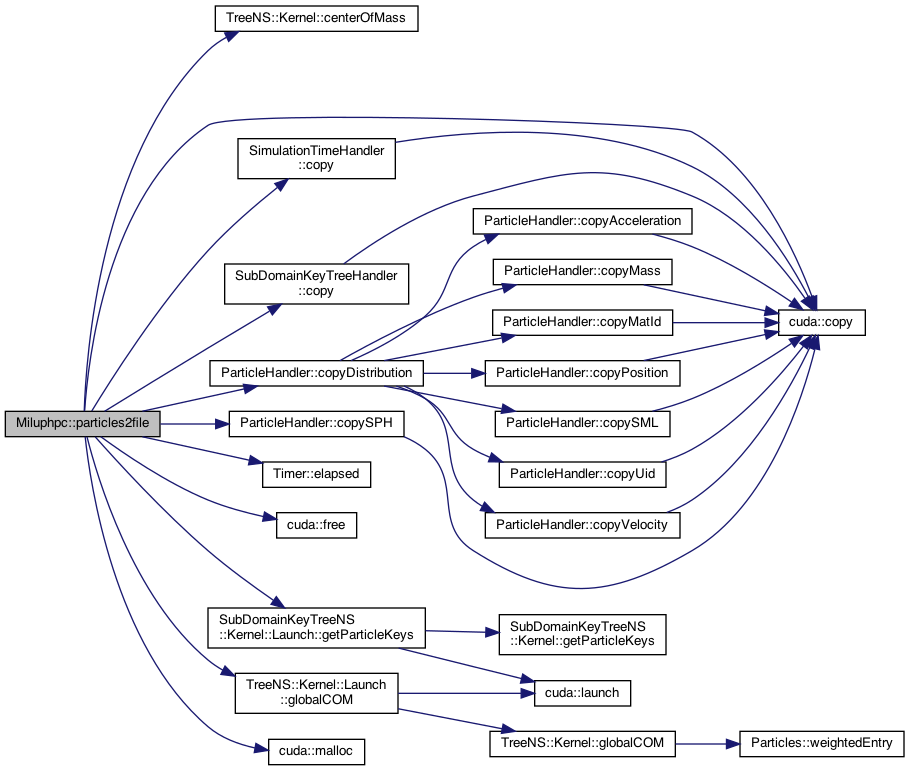 TreeNS::Kernel::centerOfMass
SimulationTimeHandler
::copy
ParticleHandler::copyAcceleration
SubDomainKeyTreeHandler
::copy
ParticleHandler::copyMass
ParticleHandler::copyMatId
cuda::copy
ParticleHandler::copyDistribution
ParticleHandler::copyPosition
Miluphpc::particles2file
ParticleHandler::copySPH
ParticleHandler::copySML
Timer::elapsed
ParticleHandler::copyUid
cuda::free
ParticleHandler::copyVelocity
SubDomainKeyTreeNS
::Kernel::Launch::getParticleKeys
SubDomainKeyTreeNS
::Kernel::getParticleKeys
TreeNS::Kernel::Launch
::globalCOM
cuda::launch
cuda::malloc
TreeNS::Kernel::globalCOM
Particles::weightedEntry